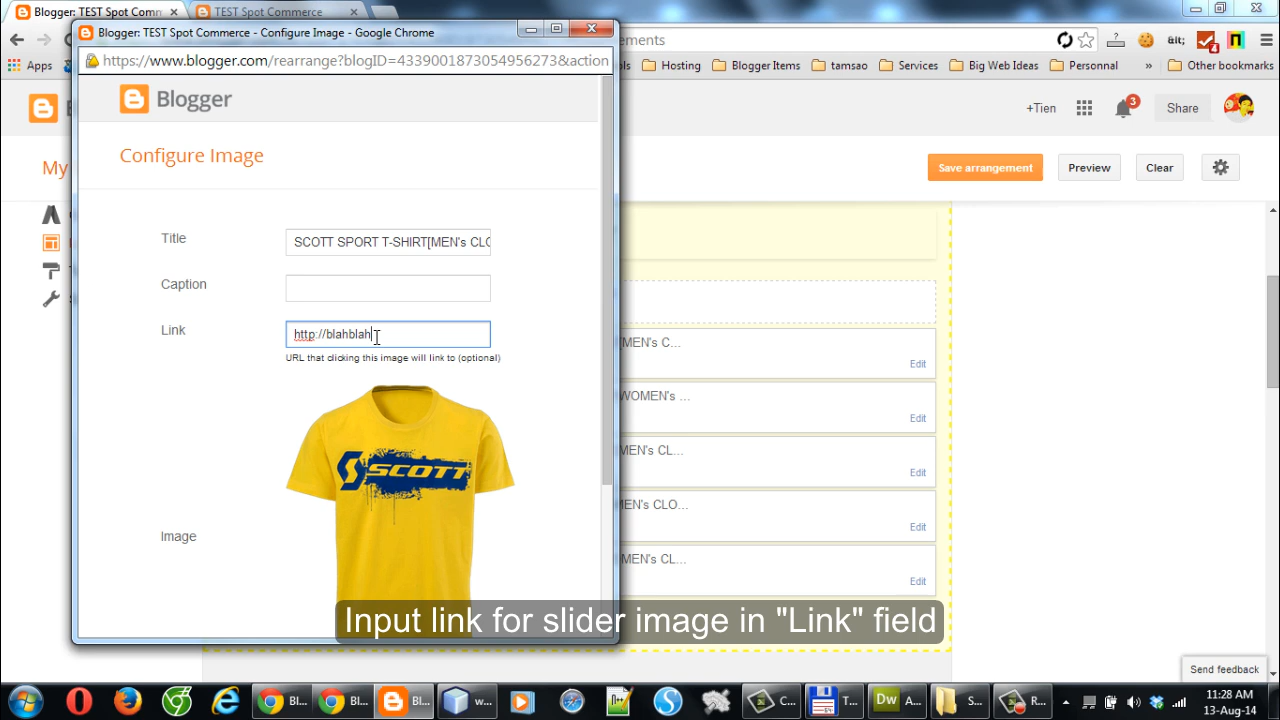 Blogger: TEST Spot Comm
TEST Spot Commerce
Blogger: TEST Spot Commerce - Configure Image - Google Chrome
https://www.blogger.com/rearrange?blogID=4339001873054956273&action
ements
Apps
Hosting
Blogger Items
tamsao
Services
Big Web Ideas
Personnal
»
Other bookmarks
Blogger
+Tien
3
Share
Configure Image
My
Save arrangement
Preview
Clear
Title
SCOTT SPORT T-SHIRT[MEN's CLO
Caption
Link
http://blahblah
URL that clicking this image will link to (optional)
SCOTT
Image
MEN's C...
Edit
WOMEN's ...
Edit
MEN's CL...
Edit
MEN's CLO...
Edit
MEN's CL...
Edit
Input link for slider image in "Link" field
Send feedback
Bl...
Bl...
Bl...
w...
C...
T...
Dw
A...
S...
R...
11:28 AM
13-Aug-14